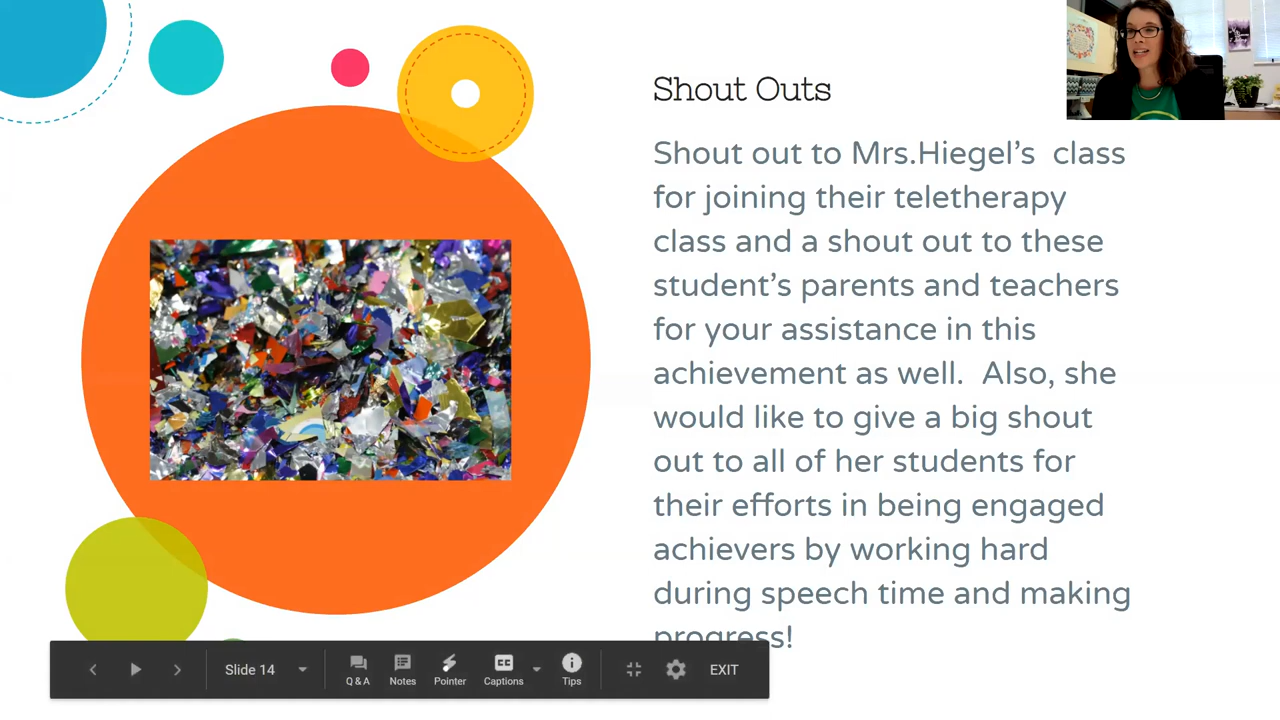 Shout Outs
Shout out to Mrs.Hiegel's  class
for joining their teletherapy
class and a shout out to these
student's parents and teachers
for your assistance in this
achievement as well.  Also, she
would like to give a big shout
out to all of her students for
their efforts in being engaged
achievers by working hard
during speech time and making
progress!
Slide 14
Q & A
Notes
Pointer
CC
Captions
Tips
EXIT